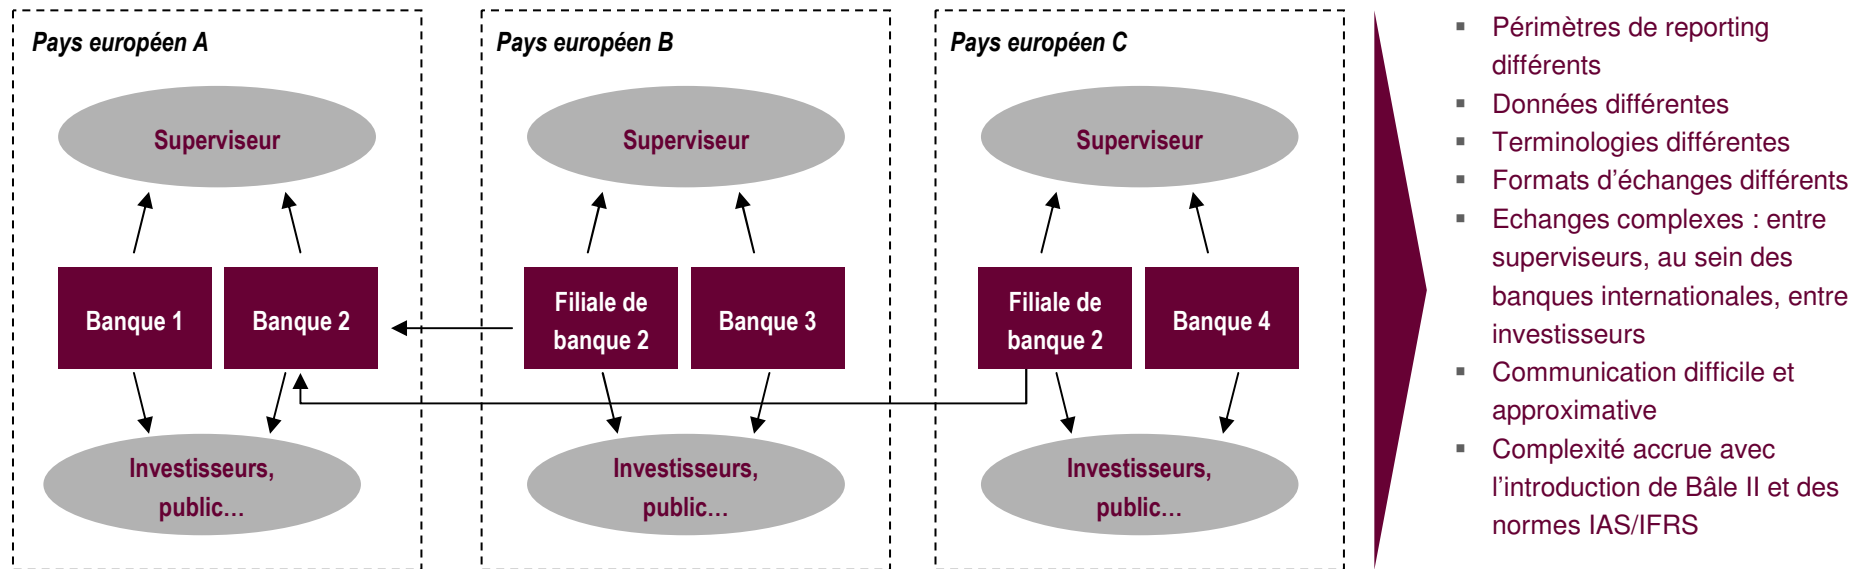 Pays européen A
Superviseur
Banque 1
Banque 2
Investisseurs,
public…
Pays européen B
Superviseur
Filiale de
banque 2
Banque 3
Investisseurs,
public…
Pays européen C
Superviseur
Filiale de
banque 2
Banque 4
Investisseurs,
public…
▪ Périmètres de reporting
différents
▪ Données différentes
▪ Terminologies différentes
▪ Formats d’échanges différents
▪ Echanges complexes : entre
superviseurs, au sein des
banques internationales, entre
investisseurs
▪ Communication difficile et
approximative
▪ Complexité accrue avec
l’introduction de Bâle II et des
normes IAS/IFRS